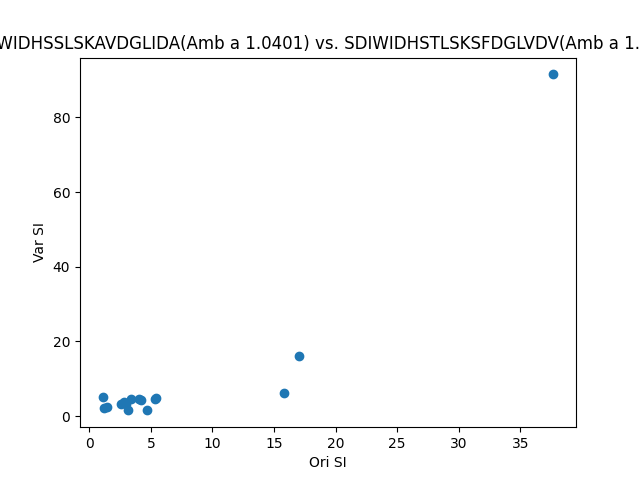 WIDHSSLSKAVDGLIDA(Amb a 1.0401) vs. SDIWIDHSTLSKSFDGLVDV(Amb a 1.
80
60
Var SI
40
20
0
0 5 10 15 20 25 30 35
Ori SI